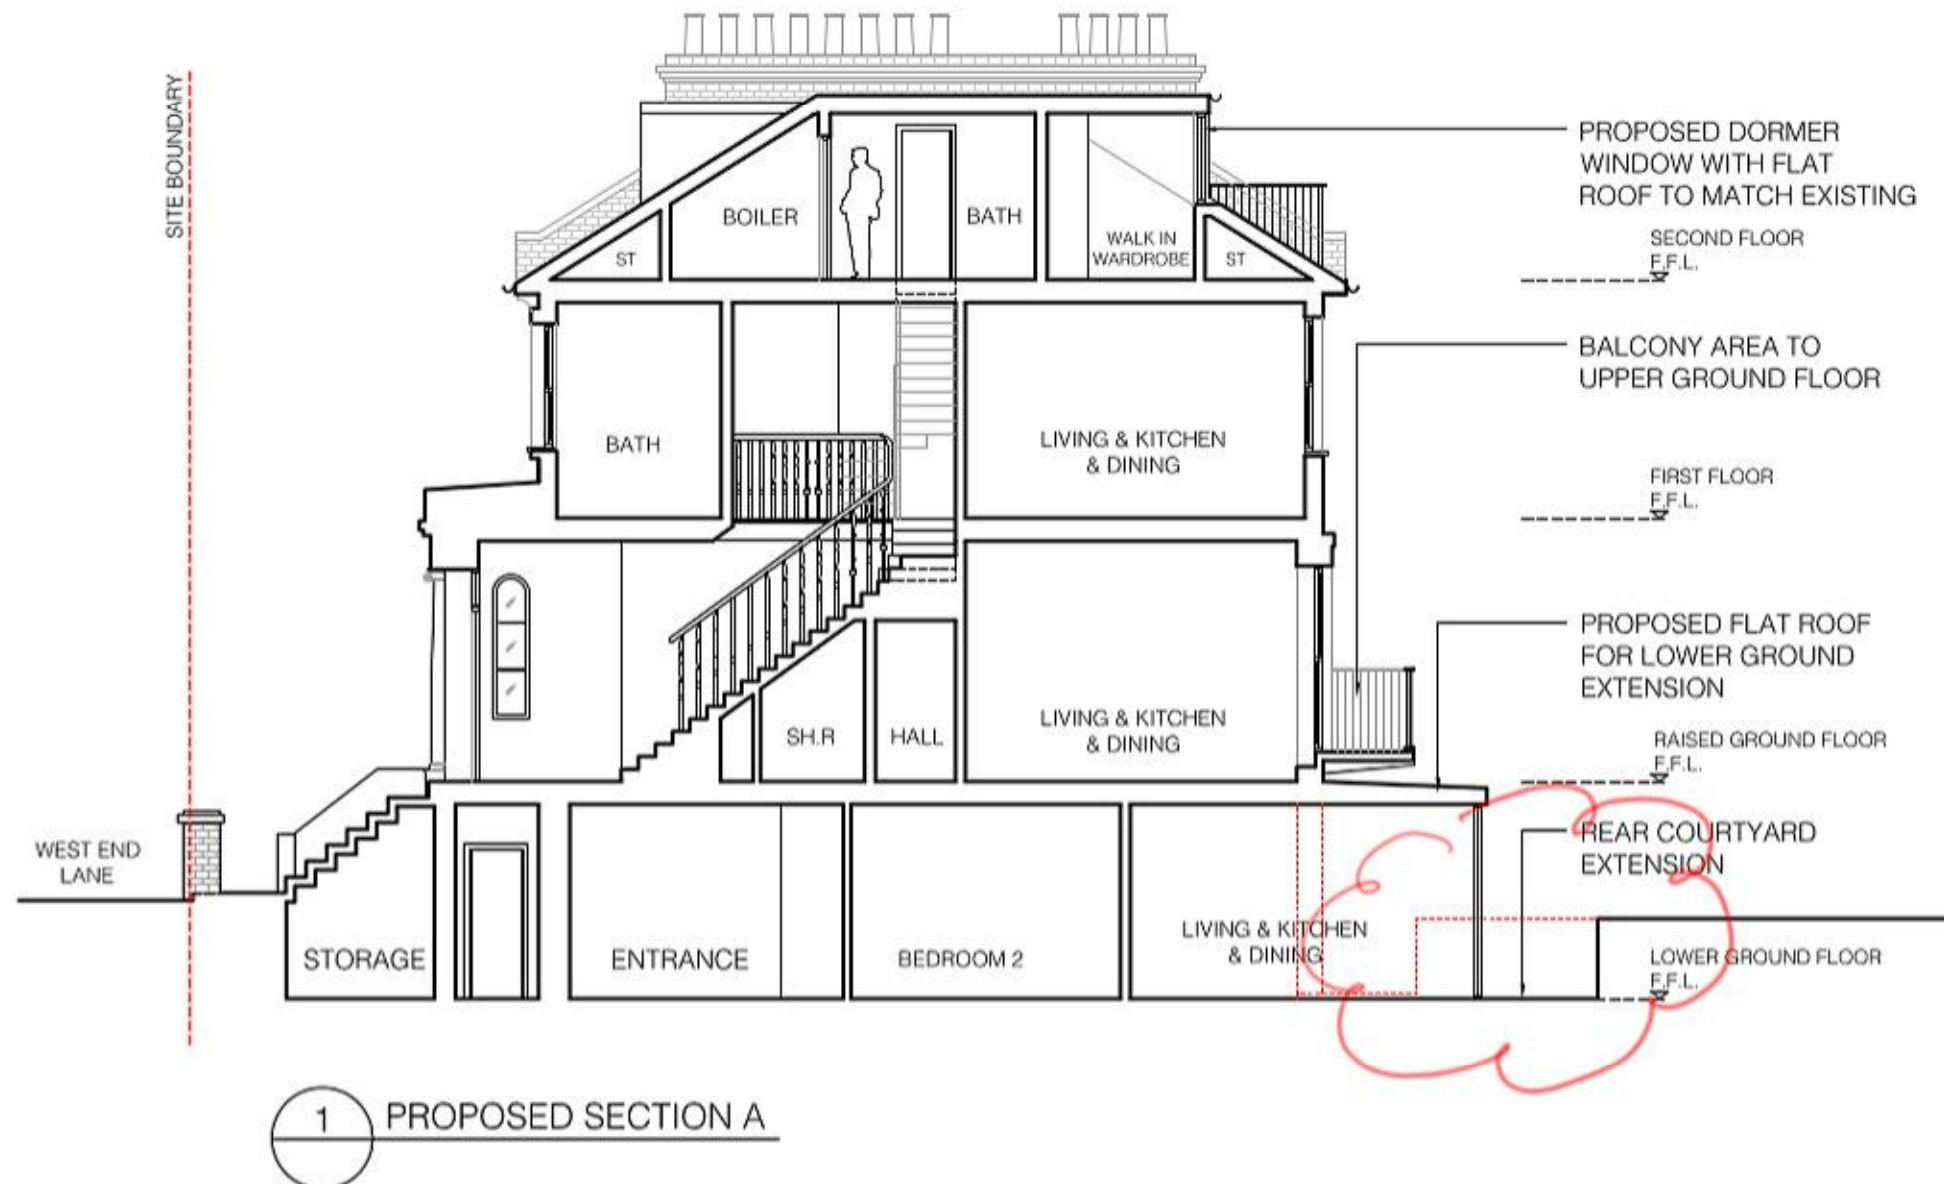 SITE BOUNDARY
PROPOSED DORMER
WINDOW WITH FLAT
ROOF TO MATCH EXISTING
BOILER
BATH
ST
WALK IN
WARDROBE
ST
SECOND FLOOR
F.F.L.
BALCONY AREA TO
UPPER GROUND FLOOR
BATH
LIVING & KITCHEN
& DINING
FIRST FLOOR
F.F.L.
PROPOSED FLAT ROOF
FOR LOWER GROUND
EXTENSION
SH.R
HALL
LIVING & KITCHEN
& DINING
RAISED GROUND FLOOR
F.F.L.
WEST END
LANE
REAR COURTYARD
EXTENSION
STORAGE
ENTRANCE
BEDROOM 2
LIVING & KITCHEN
& DINING
LOWER GROUND FLOOR
F.F.L.
1
PROPOSED SECTION A